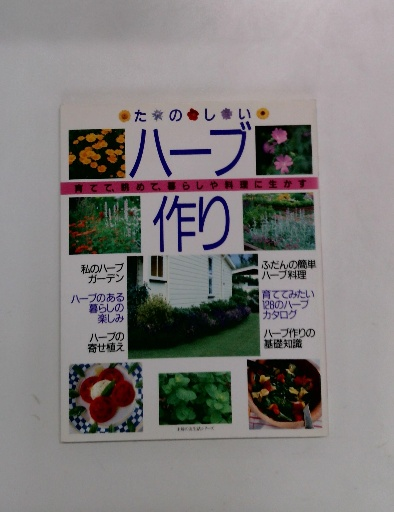 たのしい
ハーブ
育てて、眺めて、暮らしや料理に生かす
作り
私のハーブ
ガーデン
ハーブのある
暮らしの
楽しみ
ハーブの
寄せ植え
ふだんの簡単
ハーブ料理
育ててみたい
128のハーブ
カタログ
ハーブ作りの
基礎知識